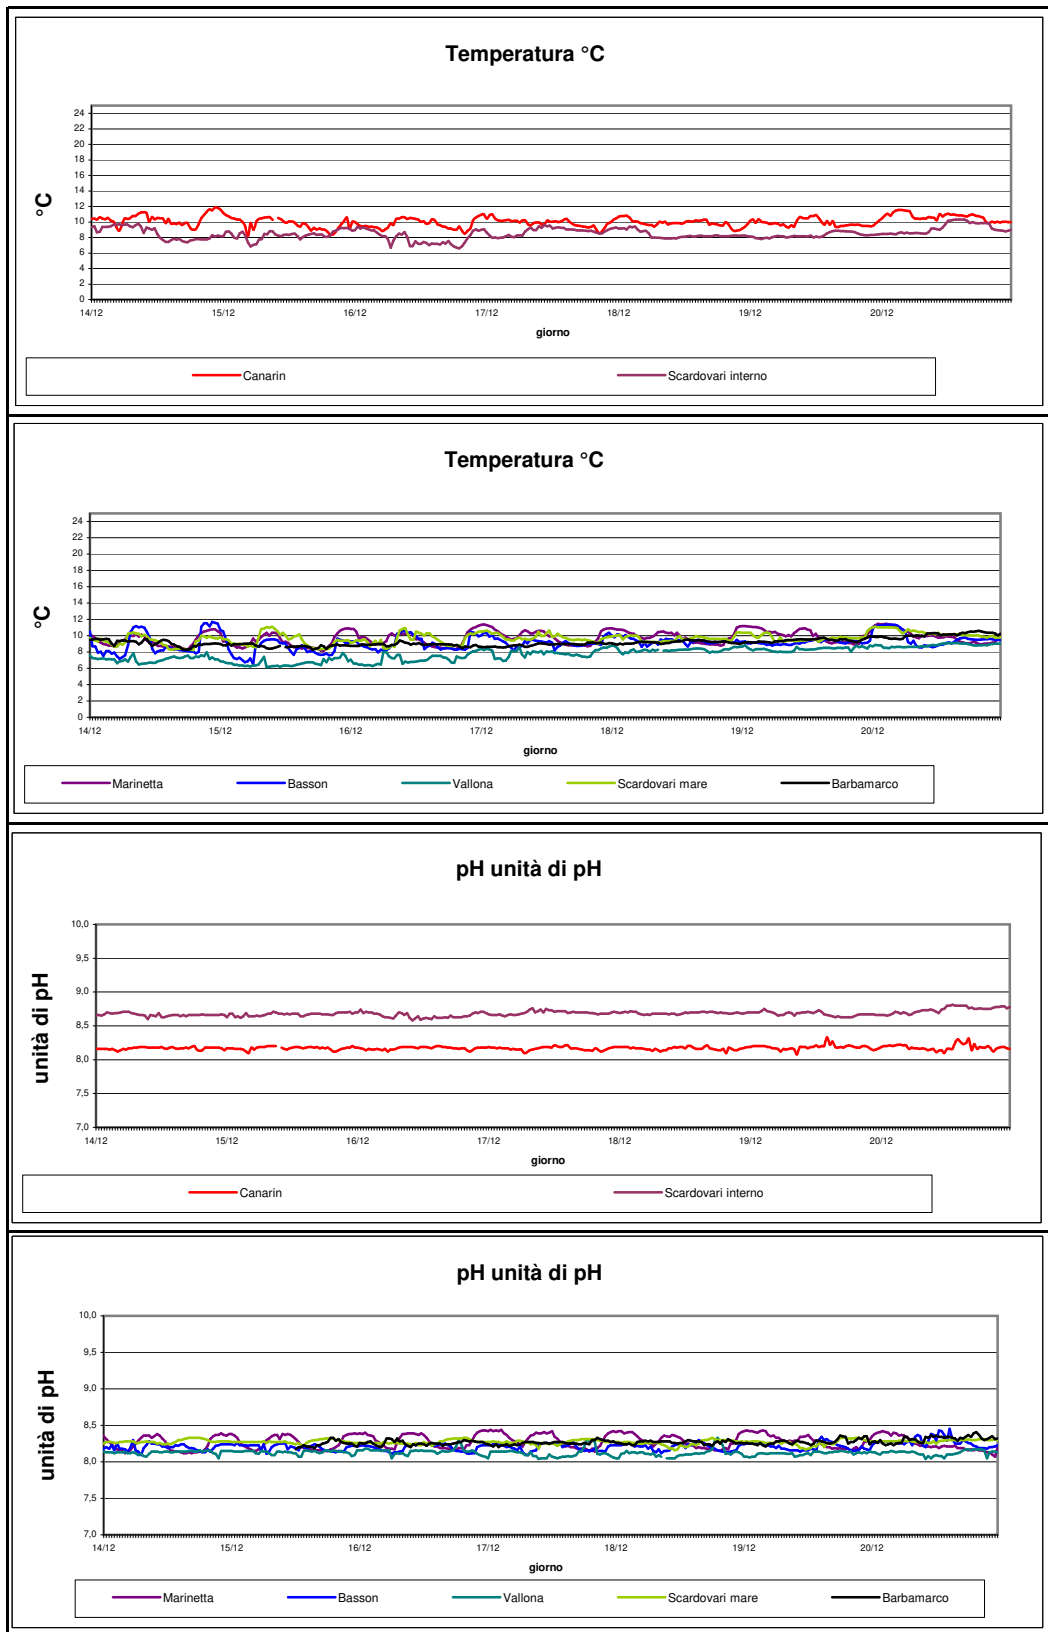 Temperatura °C
°C
24
22
20
18
16
14
12
10
8
6
4
2
0
14/12 15/12 16/12 17/12 18/12 19/12 20/12
giorno
Canarin Scardovari interno
Temperatura °C
°C
24
22
20
18
16
14
12
10
8
6
4
2
0
14/12 15/12 16/12 17/12 18/12 19/12 20/12
giorno
Marinetta Basson Vallona Scardovari mare Barbamarco
pH unità di pH
unità di pH
10,0
9,5
9,0
8,5
8,0
7,5
7,0
14/12 15/12 16/12 17/12 18/12 19/12 20/12
giorno
Canarin Scardovari interno
pH unità di pH
unità di pH
10,0
9,5
9,0
8,5
8,0
7,5
7,0
14/12 15/12 16/12 17/12 18/12 19/12 20/12
giorno
Marinetta Basson Vallona Scardovari mare Barbamarco